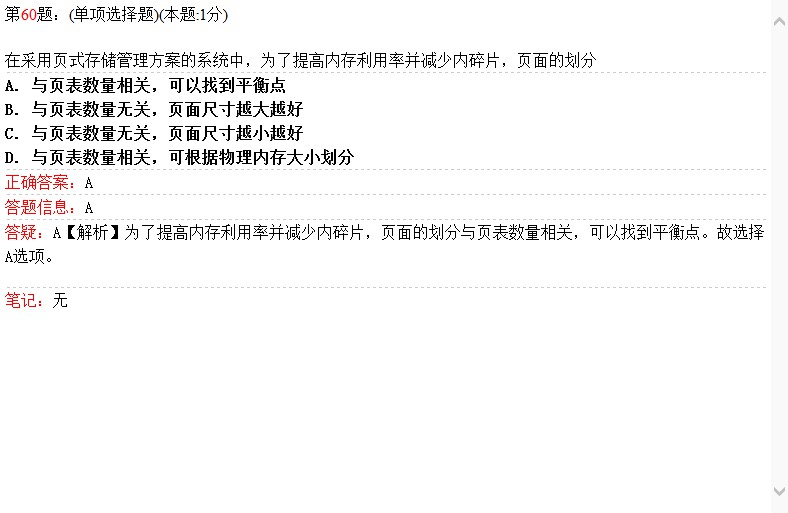 第60题：(单项选择题)(本题:1分)
在采用页式存储管理方案的系统中，为了提高内存利用率并减少内碎片，页面的划分
A. 与页表数量相关，可以找到平衡点
B. 与页表数量无关，页面尺寸越大越好
C. 与页表数量无关，页面尺寸越小越好
D. 与页表数量相关，可根据物理内存大小划分
正确答案：A
答题信息：A
答疑：A【解析】为了提高内存利用率并减少内碎片，页面的划分与页表数量相关，可以找到平衡点。故选择
A选项。
笔记：无